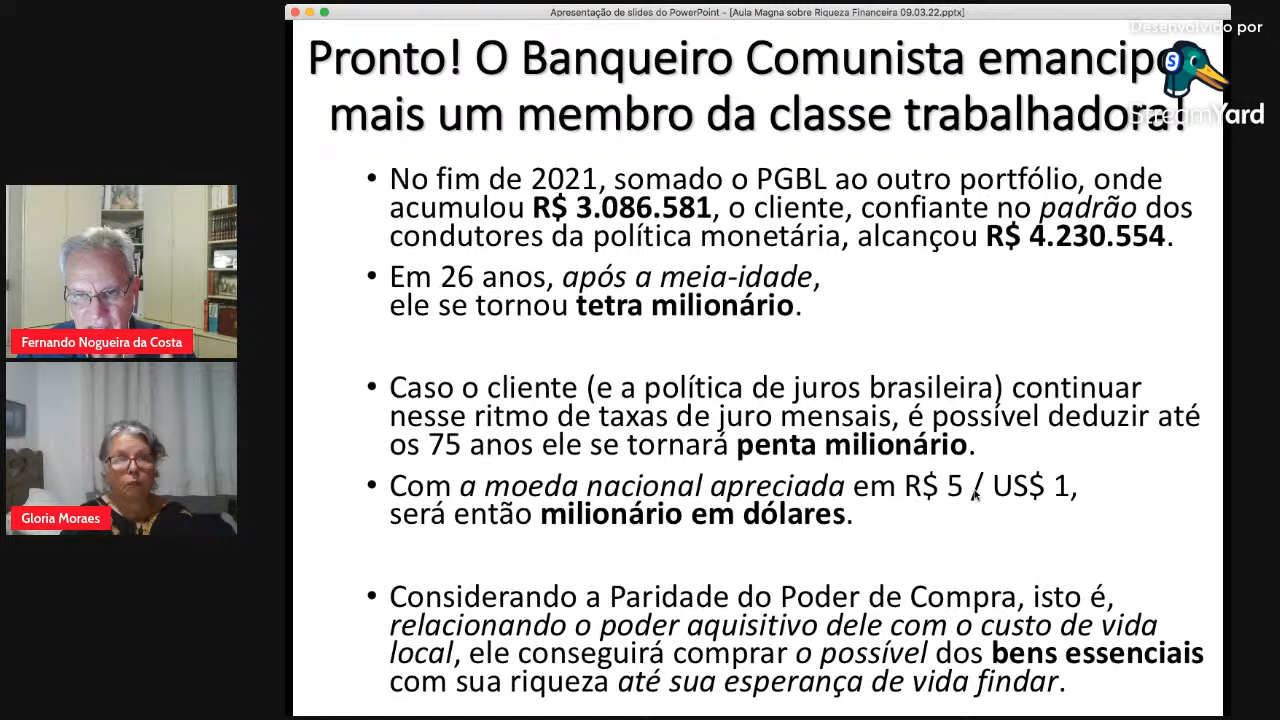 Apresentação de slides do PowerPoint - [Aula Magna sobre Riqueza Financeira 09.03.22.pptx]
Desenvolvido por
StreamYard
Pronto! O Banqueiro Comunista emancipo
mais um membro da classe trabalhadora!
• No fim de 2021, somado o PGBL ao outro portfólio, onde
acumulou R$ 3.086.581, o cliente, confiante no padrão dos
condutores da política monetária, alcançou R$ 4.230.554.
• Em 26 anos, após a meia-idade,
ele se tornou tetra milionário.
• Caso o cliente (e a política de juros brasileira) continuar
nesse ritmo de taxas de juro mensais, é possível deduzir até
os 75 anos ele se tornará penta milionário.
• Com a moeda nacional apreciada em R$ 5 / US$ 1,
será então milionário em dólares.
• Considerando a Paridade do Poder de Compra, isto é,
relacionando o poder aquisitivo dele com o custo de vida
local, ele conseguirá comprar o possível dos bens essenciais
com sua riqueza até sua esperança de vida findar.
Fernando Nogueira da Costa
Gloria Moraes